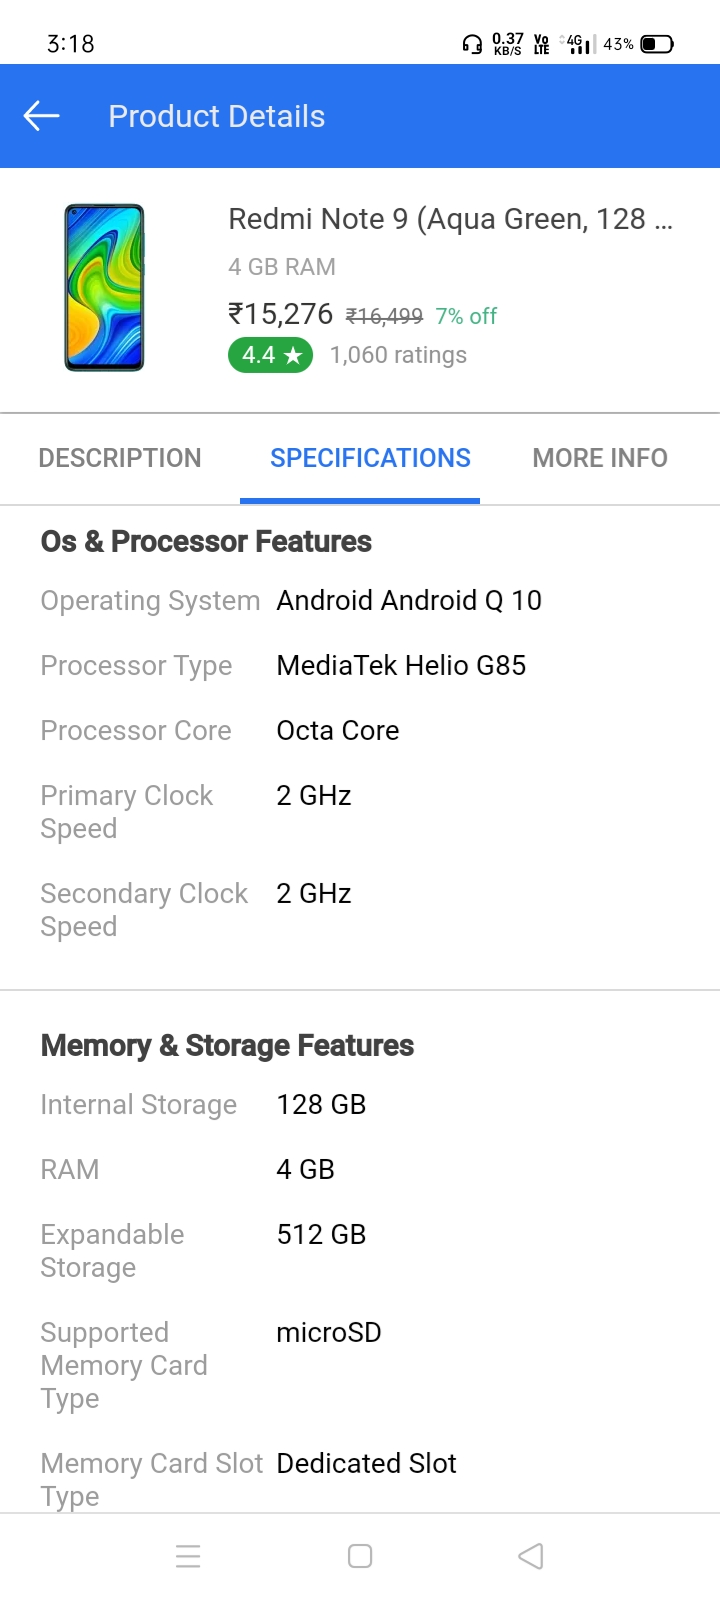 3:18
0.37 KB/S Vo LTE 4G 43%
Product Details
Redmi Note 9 (Aqua Green, 128 ...
4 GB RAM
₹15,276 ₹16,499 7% off
4.4 ★ 1,060 ratings
DESCRIPTION SPECIFICATIONS MORE INFO
Os & Processor Features
Operating System Android Android Q 10
Processor Type MediaTek Helio G85
Processor Core Octa Core
Primary Clock 2 GHz
Speed
Secondary Clock 2 GHz
Speed
Memory & Storage Features
Internal Storage 128 GB
RAM 4 GB
Expandable 512 GB
Storage
Supported microSD
Memory Card
Type
Memory Card Slot Dedicated Slot
Type